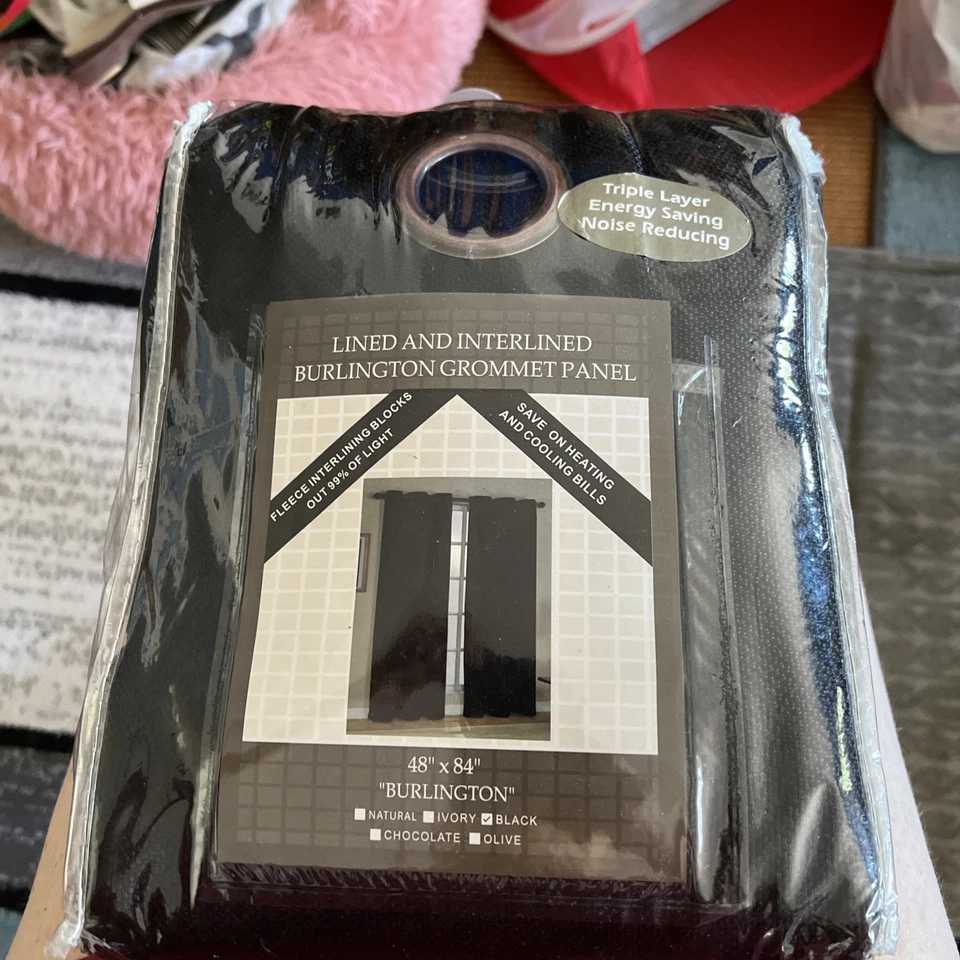 Triple Layer
Energy Saving
Noise Reducing
LINED AND INTERLINED
BURLINGTON GROMMET PANEL
FLEECE INTERLINING BLOCKS
OUT 99% OF LIGHT
SAVE ON HEATING
AND COOLING BILLS
48" x 84"
"BURLINGTON"
NATURAL IVORY BLACK
CHOCOLATE OLIVE